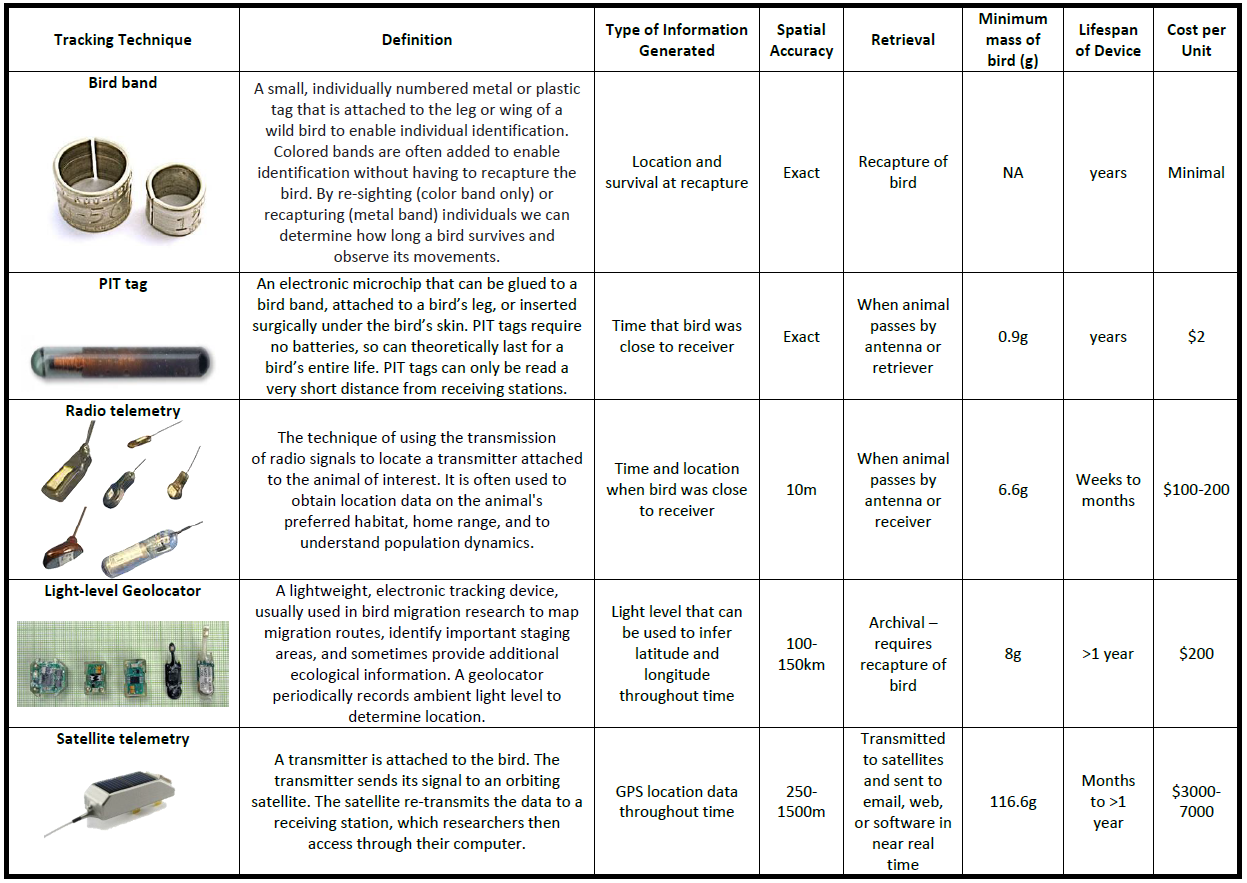 Tracking Technique
Definition
Type of Information
Generated
Spatial
Accuracy
Retrieval
Minimum
mass of
bird (g)
Lifespan
of Device
Cost per
Unit
Bird band
A small, individually numbered metal or plastic
tag that is attached to the leg or wing of a
wild bird to enable individual identification.
Colored bands are often added to enable
identification without having to recapture the
bird. By re-sighting (color band only) or
recapturing (metal band) individuals we can
determine how long a bird survives and
observe its movements.
Location and
survival at recapture
Exact
Recapture of
bird
NA
years
Minimal
PIT tag
An electronic microchip that can be glued to a
bird band, attached to a bird’s leg, or inserted
surgically under the bird’s skin. PIT tags require
no batteries, so can theoretically last for a
bird’s entire life. PIT tags can only be read a
very short distance from receiving stations.
Time that bird was
close to receiver
Exact
When animal
passes by
antenna or
retriever
0.9g
years
$2
Radio telemetry
The technique of using the transmission
of radio signals to locate a transmitter attached
to the animal of interest. It is often used to
obtain location data on the animal's
preferred habitat, home range, and to
understand population dynamics.
Time and location
when bird was close
to receiver
10m
When animal
passes by
antenna or
receiver
6.6g
Weeks to
months
$100-200
Light-level Geolocator
A lightweight, electronic tracking device,
usually used in bird migration research to map
migration routes, identify important staging
areas, and sometimes provide additional
ecological information. A geolocator
periodically records ambient light level to
determine location.
Light level that can
be used to infer
latitude and
longitude
throughout time
100-
150km
Archival –
requires
recapture of
bird
8g
>1 year
$200
Satellite telemetry
A transmitter is attached to the bird. The
transmitter sends its signal to an orbiting
satellite. The satellite re-transmits the data to a
receiving station, which researchers then
access through their computer.
GPS location data
throughout time
250-
1500m
Transmitted
to satellites
and sent to
email, web,
or software in
near real
time
116.6g
Months
to >1
year
$3000-
7000